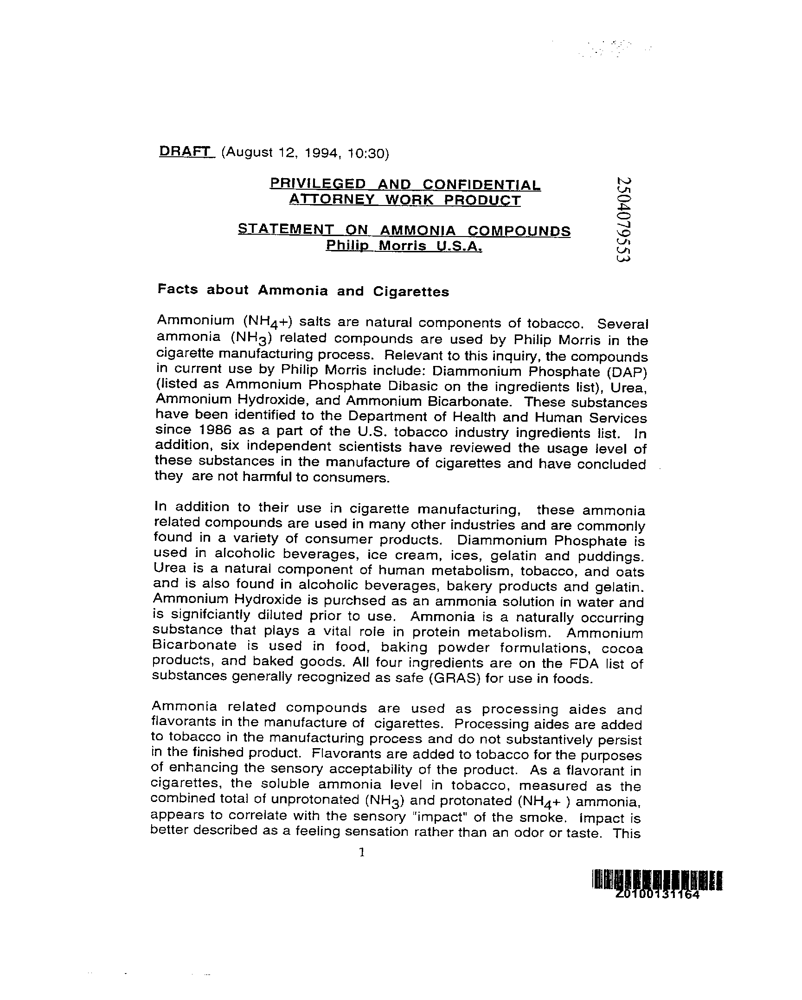 DRAFT (August 12, 1994, 10:30)
PRIVILEGED AND CONFIDENTIAL
ATTORNEY WORK PRODUCT
STATEMENT ON AMMONIA COMPOUNDS
Philip Morris U.S.A.
2504079553
Facts about Ammonia and Cigarettes
Ammonium (NH4+) salts are natural components of tobacco. Several
ammonia (NH3) related compounds are used by Philip Morris in the
cigarette manufacturing process. Relevant to this inquiry, the compounds
in current use by Philip Morris include: Diammonium Phosphate (DAP)
(listed as Ammonium Phosphate Dibasic on the ingredients list), Urea,
Ammonium Hydroxide, and Ammonium Bicarbonate. These substances
have been identified to the Department of Health and Human Services
since 1986 as a part of the U.S. tobacco industry ingredients list. In
addition, six independent scientists have reviewed the usage level of
these substances in the manufacture of cigarettes and have concluded
they are not harmful to consumers.
In addition to their use in cigarette manufacturing, these ammonia
related compounds are used in many other industries and are commonly
found in a variety of consumer products. Diammonium Phosphate is
used in alcoholic beverages, ice cream, ices, gelatin and puddings.
Urea is a natural component of human metabolism, tobacco, and oats
and is also found in alcoholic beverages, bakery products and gelatin.
Ammonium Hydroxide is purchsed as an ammonia solution in water and
is signifciantly diluted prior to use. Ammonia is a naturally occurring
substance that plays a vital role in protein metabolism. Ammonium
Bicarbonate is used in food, baking powder formulations, cocoa
products, and baked goods. All four ingredients are on the FDA list of
substances generally recognized as safe (GRAS) for use in foods.
Ammonia related compounds are used as processing aides and
flavorants in the manufacture of cigarettes. Processing aides are added
to tobacco in the manufacturing process and do not substantively persist
in the finished product. Flavorants are added to tobacco for the purposes
of enhancing the sensory acceptability of the product. As a flavorant in
cigarettes, the soluble ammonia level in tobacco, measured as the
combined total of unprotonated (NH3) and protonated (NH4+ ) ammonia,
appears to correlate with the sensory "impact" of the smoke. Impact is
better described as a feeling sensation rather than an odor or taste. This
1
Z0100131164